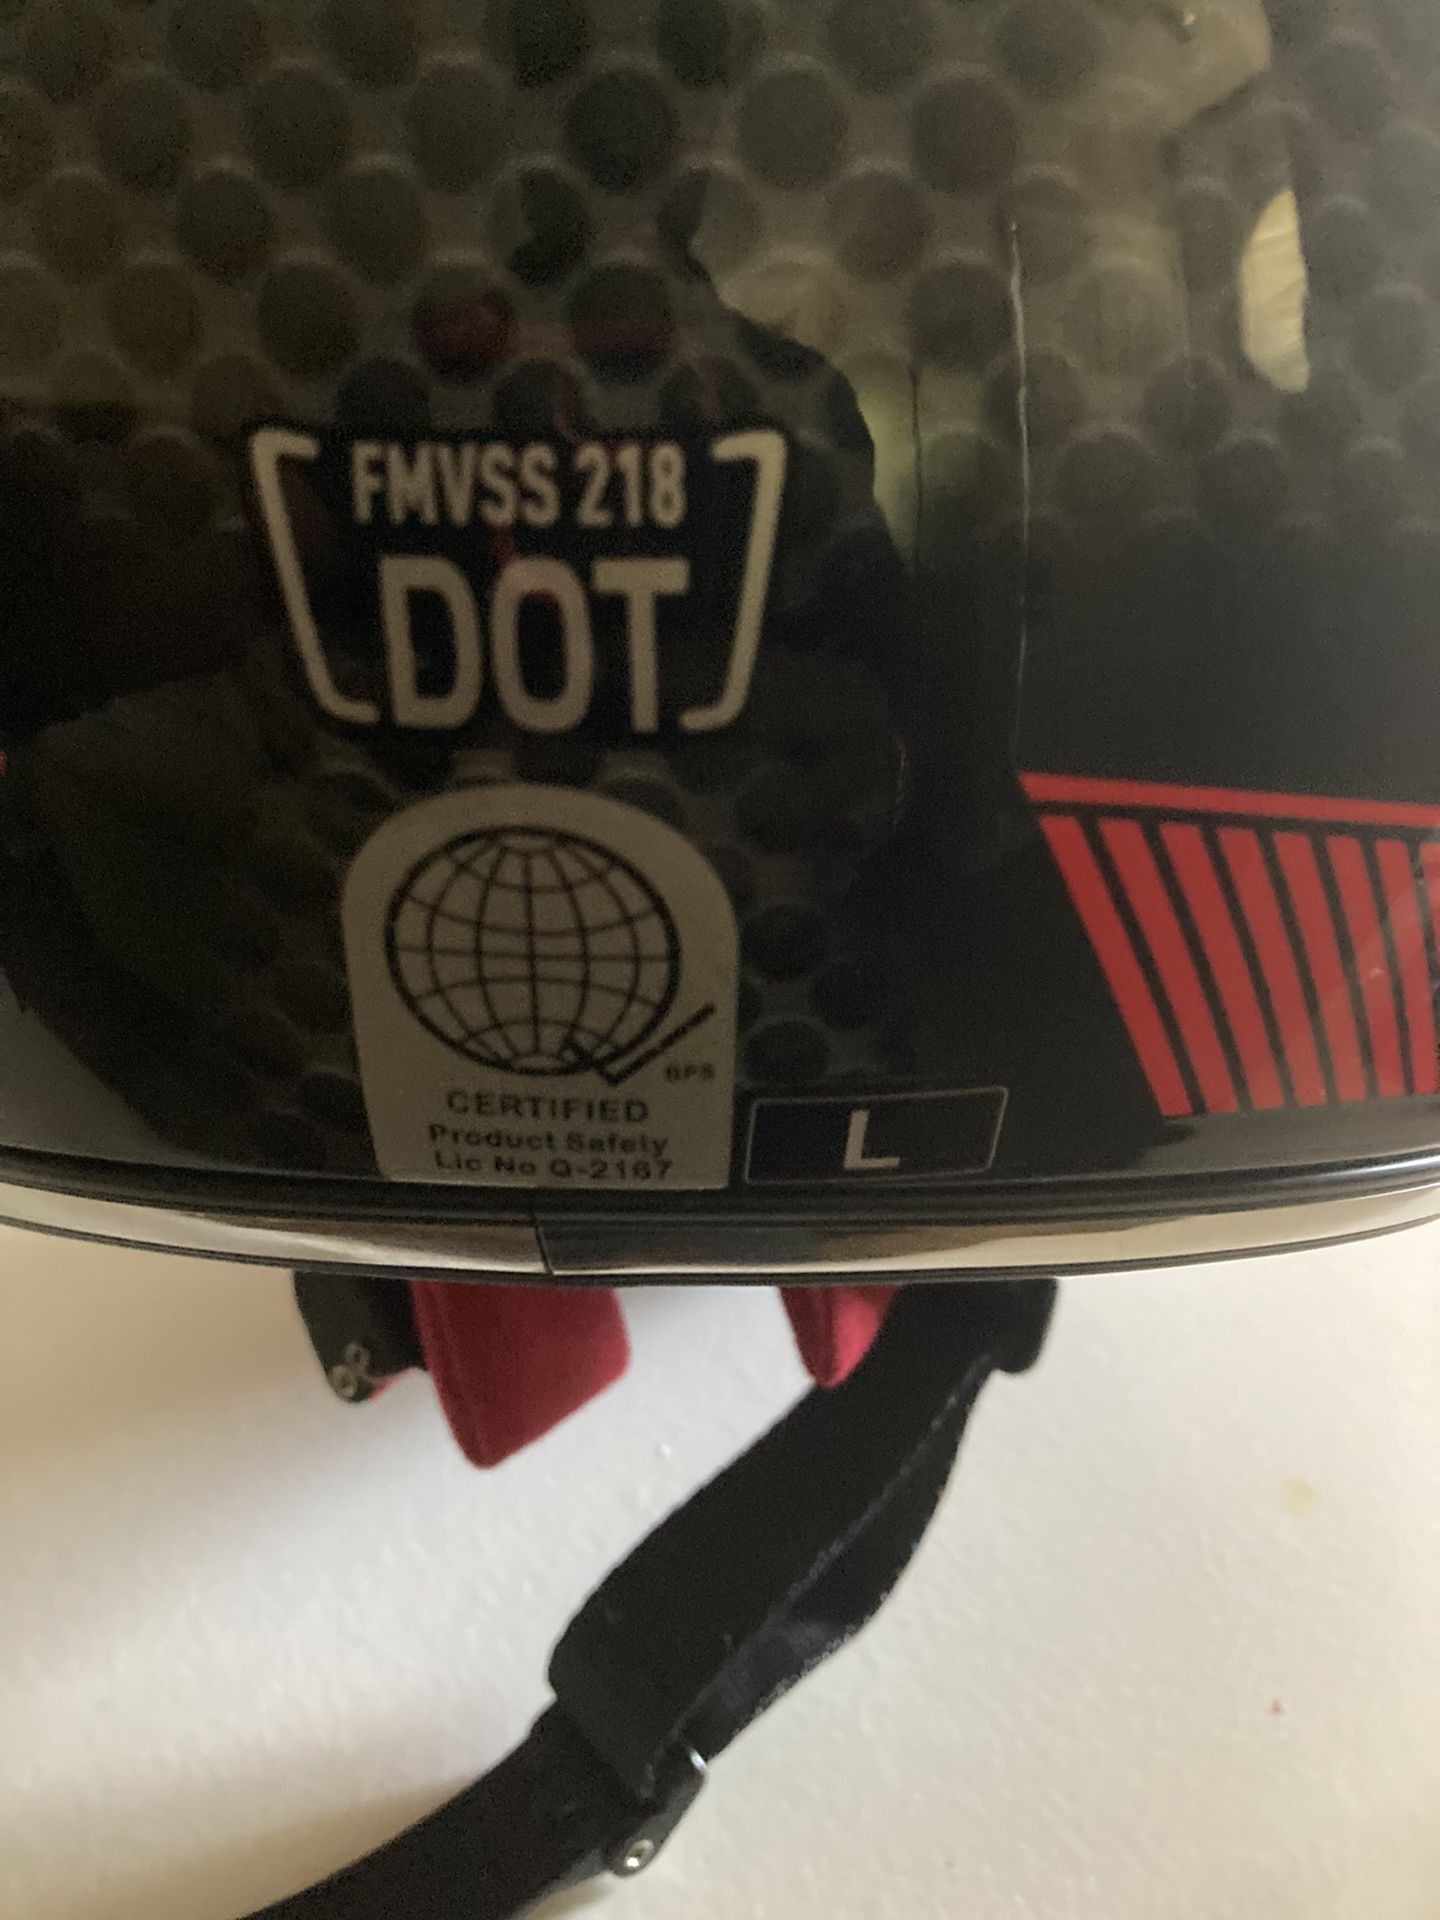 FMVSS 218
DOT
CERTIFIED
Product Safety
Lic No Q-2167
L